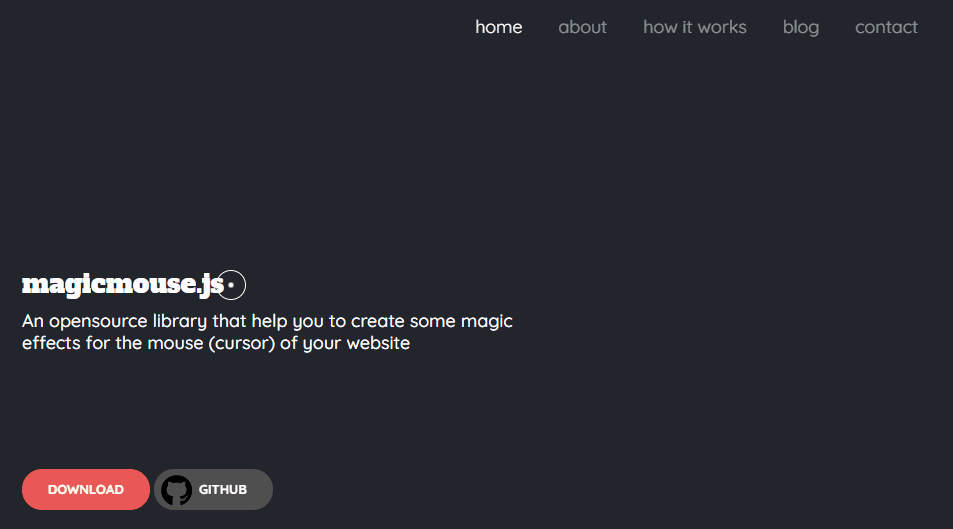 home about how it works blog contact
magicmouse.js
An opensource library that help you to create some magic
effects for the mouse (cursor) of your website
DOWNLOAD GITHUB